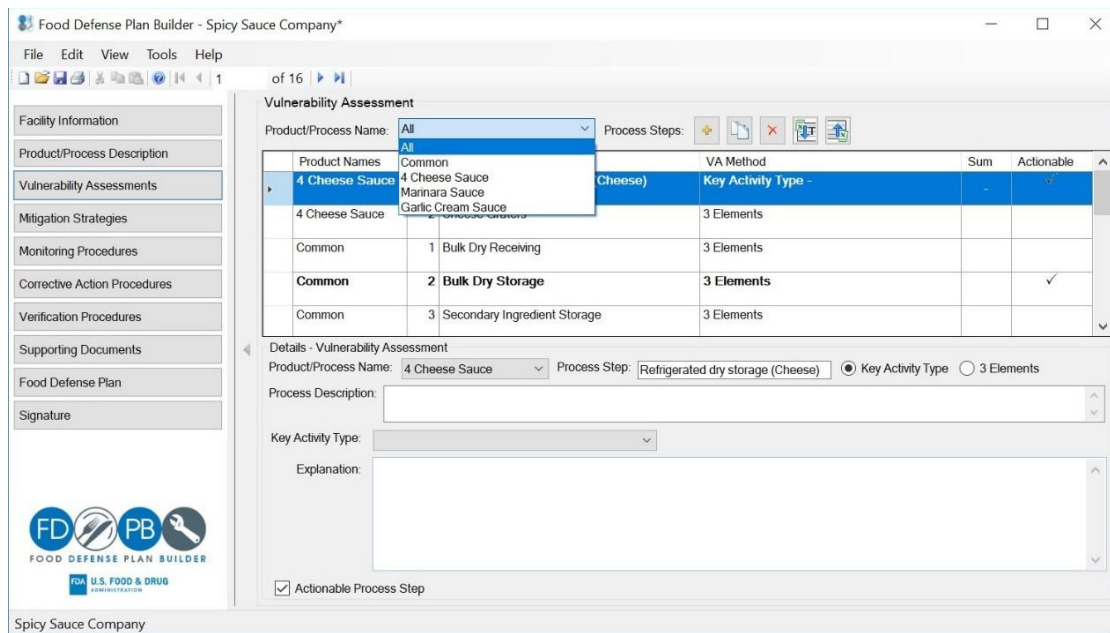 Food Defense Plan Builder - Spicy Sauce Company*
File Edit View Tools Help
1 of 16
Facility Information
Product/Process Description
Vulnerability Assessments
Mitigation Strategies
Monitoring Procedures
Corrective Action Procedures
Verification Procedures
Supporting Documents
Food Defense Plan
Signature
FD PB
FOOD DEFENSE PLAN BUILDER
FDA U.S. FOOD & DRUG
ADMINISTRATION
Vulnerability Assessment
Product/Process Name: All Process Steps:
All
Common
4 Cheese Sauce
Marinara Sauce
Garlic Cream Sauce
Product Names VA Method Sum Actionable
4 Cheese Sauce (Cheese) Key Activity Type - -
4 Cheese Sauce 2 Cheese Graters 3 Elements
Common 1 Bulk Dry Receiving 3 Elements
Common 2 Bulk Dry Storage 3 Elements ✓
Common 3 Secondary Ingredient Storage 3 Elements
Details - Vulnerability Assessment
Product/Process Name: 4 Cheese Sauce Process Step: Refrigerated dry storage (Cheese) Key Activity Type 3 Elements
Process Description:
Key Activity Type:
Explanation:
Actionable Process Step
Spicy Sauce Company